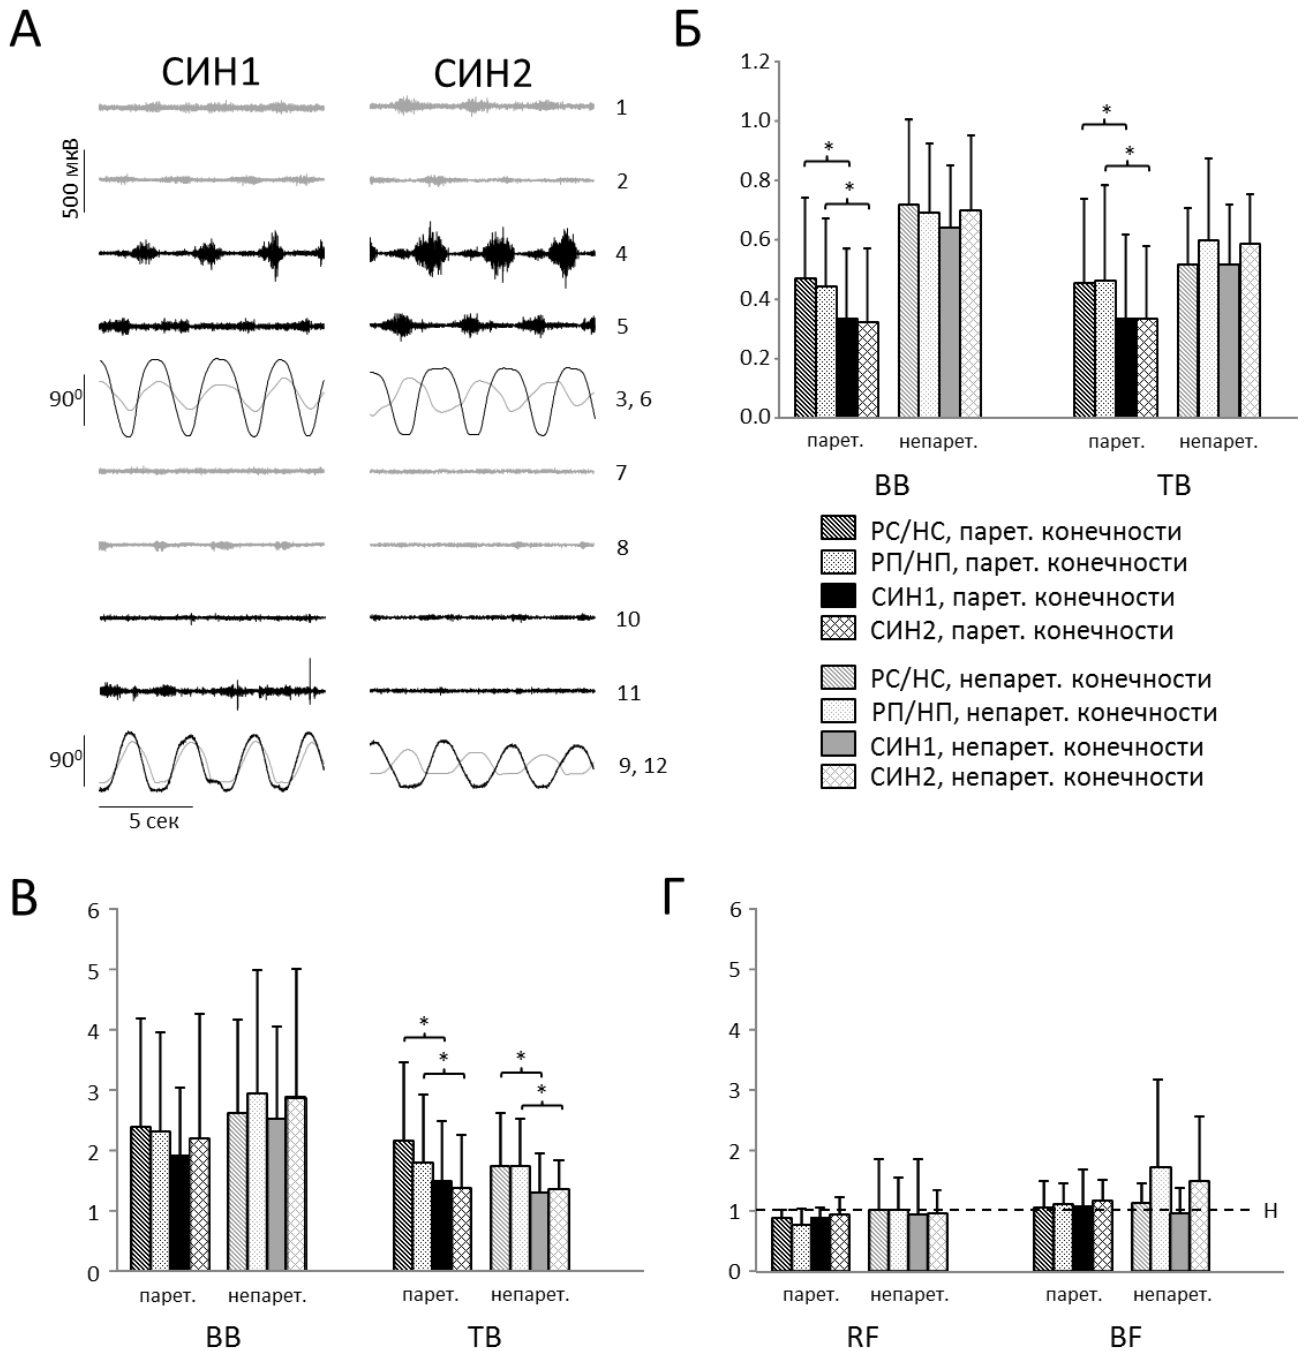 А
СИН1
СИН2
500 мкВ
1
2
4
5
90⁰
3, 6
7
8
10
11
90⁰
9, 12
5 сек
Б
1.2
1.0
0.8
0.6
0.4
0.2
0.0
*
*
*
*
парет.
непарет.
парет.
непарет.
BB
TB
РС/НС, парет. конечности
РП/НП, парет. конечности
СИН1, парет. конечности
СИН2, парет. конечности
РС/НС, непарет. конечности
РП/НП, непарет. конечности
СИН1, непарет. конечности
СИН2, непарет. конечности
В
6
5
4
3
2
1
0
*
*
*
*
парет.
непарет.
парет.
непарет.
BB
TB
Г
6
5
4
3
2
1
0
Н
парет.
непарет.
парет.
непарет.
RF
BF